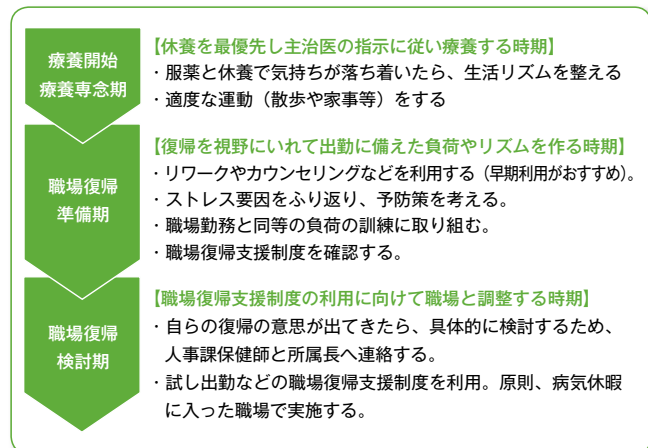 療養開始
療養専念期
【休養を最優先し主治医の指示に従い療養する時期】
・服薬と休養で気持ちが落ち着いたら、生活リズムを整える
・適度な運動（散歩や家事等）をする
職場復帰
準備期
【復帰を視野にいれて出勤に備えた負荷やリズムを作る時期】
・リワークやカウンセリングなどを利用する（早期利用がおすすめ）。
・ストレス要因をふり返り、予防策を考える。
・職場勤務と同等の負荷の訓練に取り組む。
・職場復帰支援制度を確認する。
職場復帰
検討期
【職場復帰支援制度の利用に向けて職場と調整する時期】
・自らの復帰の意思が出てきたら、具体的に検討するため、
人事課保健師と所属長へ連絡する。
・試し出勤などの職場復帰支援制度を利用。原則、病気休暇
に入った職場で実施する。